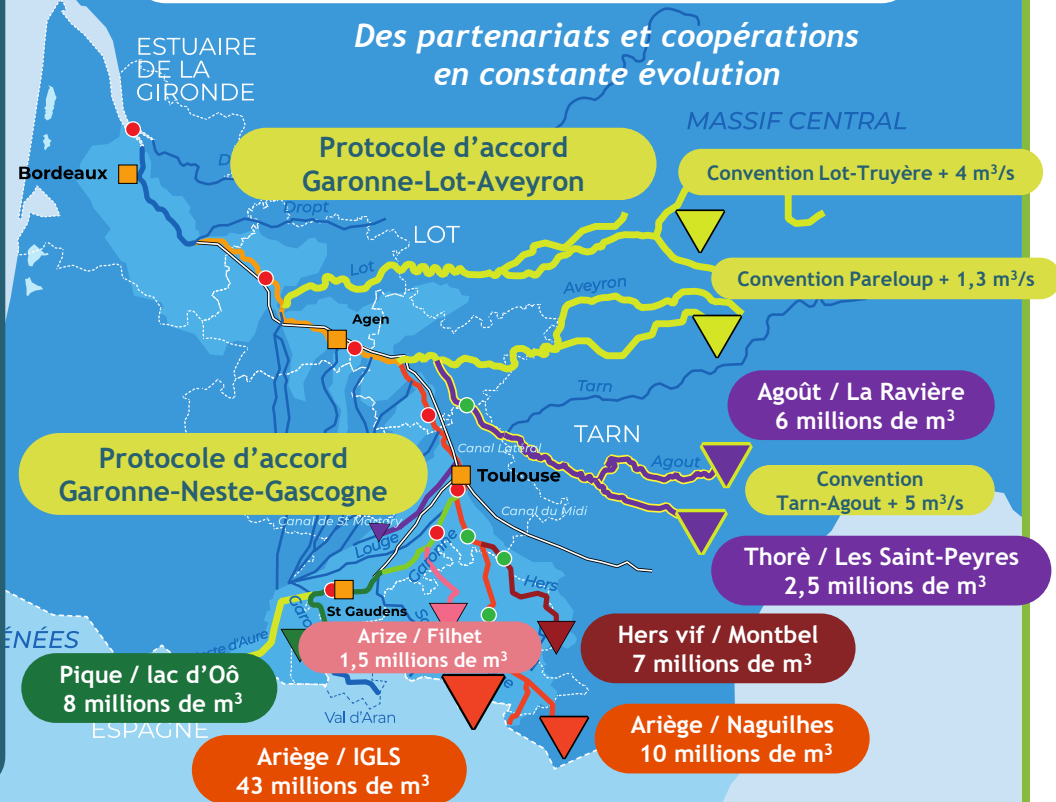 Des partenariats et coopérations
en constante évolution
ESTUAIRE
DE LA
GIRONDE
MASSIF CENTRAL
Protocole d'accord
Garonne-Lot-Aveyron
Convention Lot-Truyère + 4 m³/s
Bordeaux
Dropt
LOT
Lot
Convention Pareloup + 1,3 m³/s
Aveyron
Agen
Tarn
Agoût / La Ravière
6 millions de m³
TARN
Canal Latéral
Protocole d'accord
Garonne-Neste-Gascogne
Toulouse
Agout
Convention
Tarn-Agout + 5 m³/s
Canal du Midi
Canal de St Martory
Louge
Garonne
Thorè / Les Saint-Peyres
2,5 millions de m³
Hers
St Gaudens
Arize / Filhet
1,5 millions de m³
Hers vif / Montbel
7 millions de m³
d'Aure
Pique / lac d'Oô
8 millions de m³
Val d'Aran
ESPAGNE
Ariège / Naguilhes
10 millions de m³
Ariège / IGLS
43 millions de m³